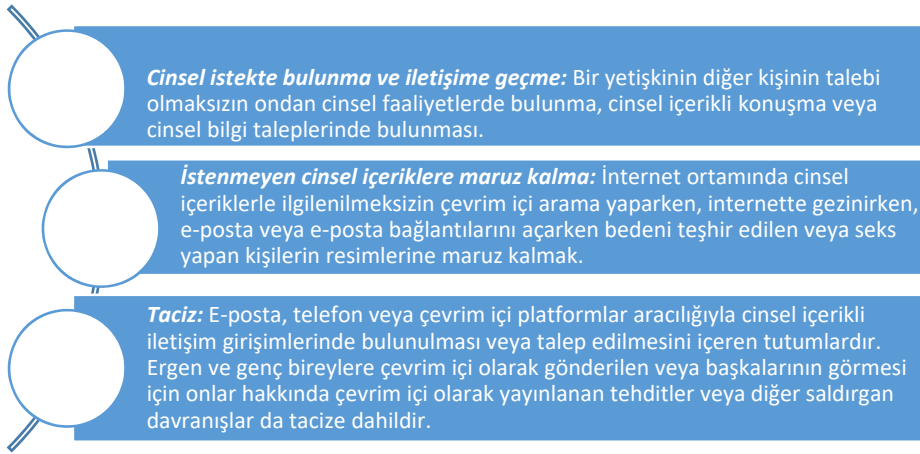 Cinsel istekte bulunma ve iletişime geçme: Bir yetişkinin diğer kişinin talebi
olmaksızın ondan cinsel faaliyetlerde bulunma, cinsel içerikli konuşma veya
cinsel bilgi taleplerinde bulunması.
İstenmeyen cinsel içeriklere maruz kalma: İnternet ortamında cinsel
içeriklerle ilgilenilmeksizin çevrim içi arama yaparken, internette gezinirken,
e-posta veya e-posta bağlantılarını açarken bedeni teşhir edilen veya seks
yapan kişilerin resimlerine maruz kalmak.
Taciz: E-posta, telefon veya çevrim içi platformlar aracılığıyla cinsel içerikli
iletişim girişimlerinde bulunulması veya talep edilmesini içeren tutumlardır.
Ergen ve genç bireylere çevrim içi olarak gönderilen veya başkalarının görmesi
için onlar hakkında çevrim içi olarak yayınlanan tehditler veya diğer saldırgan
davranışlar da tacize dahildir.